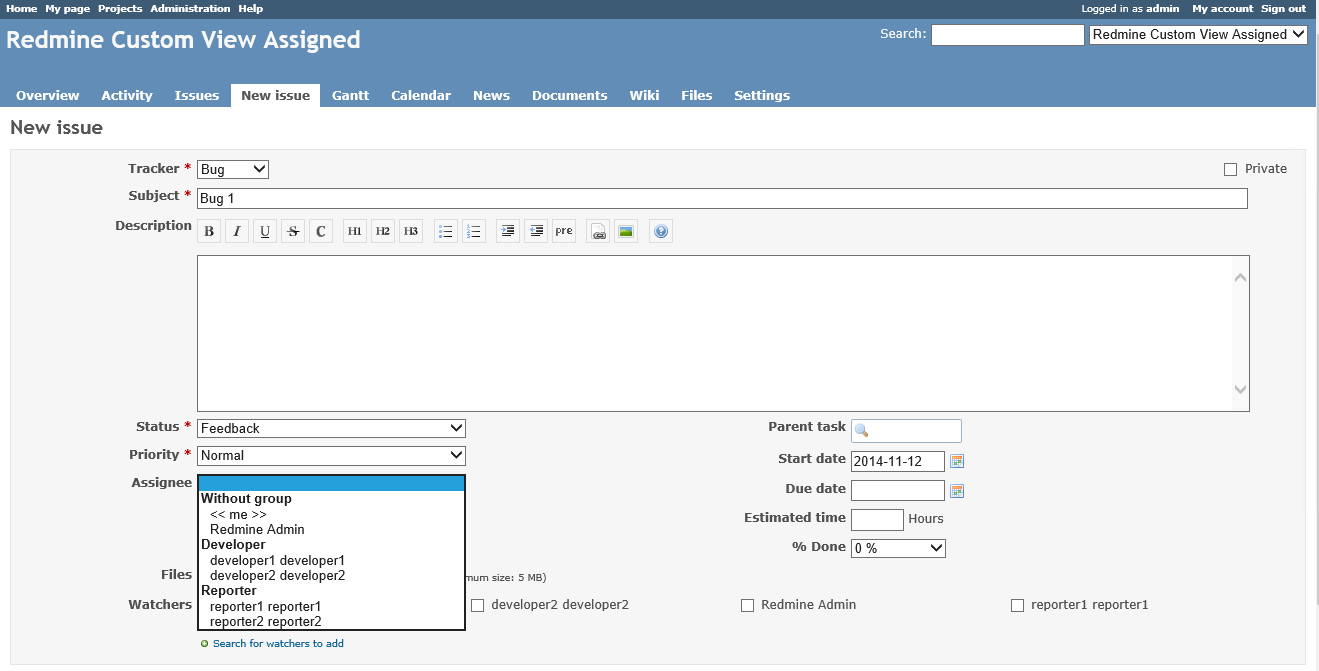 Home My page Projects Administration Help Logged in as admin My account Sign out
Redmine Custom View Assigned Search: Redmine Custom View Assigned
Overview Activity Issues New issue Gantt Calendar News Documents Wiki Files Settings
New issue
Tracker * Bug Private
Subject * Bug 1
Description B I U S C H1 H2 H3 pre
Status * Feedback Parent task
Priority * Normal Start date 2014-11-12
Assignee Due date
Without group
<< me >>
Redmine Admin Estimated time Hours
Developer % Done 0 %
developer1 developer1
developer2 developer2
Files mum size: 5 MB)
Reporter
Watchers reporter1 reporter1 developer2 developer2 Redmine Admin reporter1 reporter1
reporter2 reporter2
Search for watchers to add